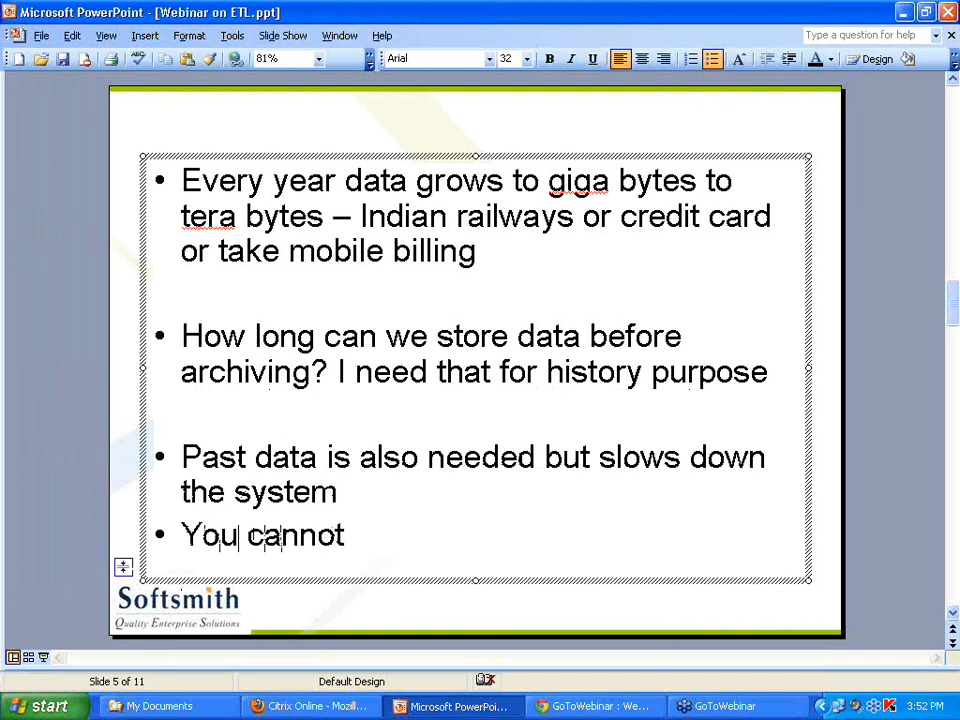 Microsoft PowerPoint - [Webinar on ETL.ppt]
File Edit View Insert Format Tools Slide Show Window Help
Type a question for help
81% Arial 32 B I U A A Design
• Every year data grows to giga bytes to
tera bytes – Indian railways or credit card
or take mobile billing
• How long can we store data before
archiving? I need that for history purpose
• Past data is also needed but slows down
the system
• You cannot
Softsmith
Quality Enterprise Solutions
Slide 5 of 11 Default Design
start My Documents Citrix Online - Mozill... Microsoft PowerPoi... GoToWebinar : We... GoToWebinar 3:52 PM